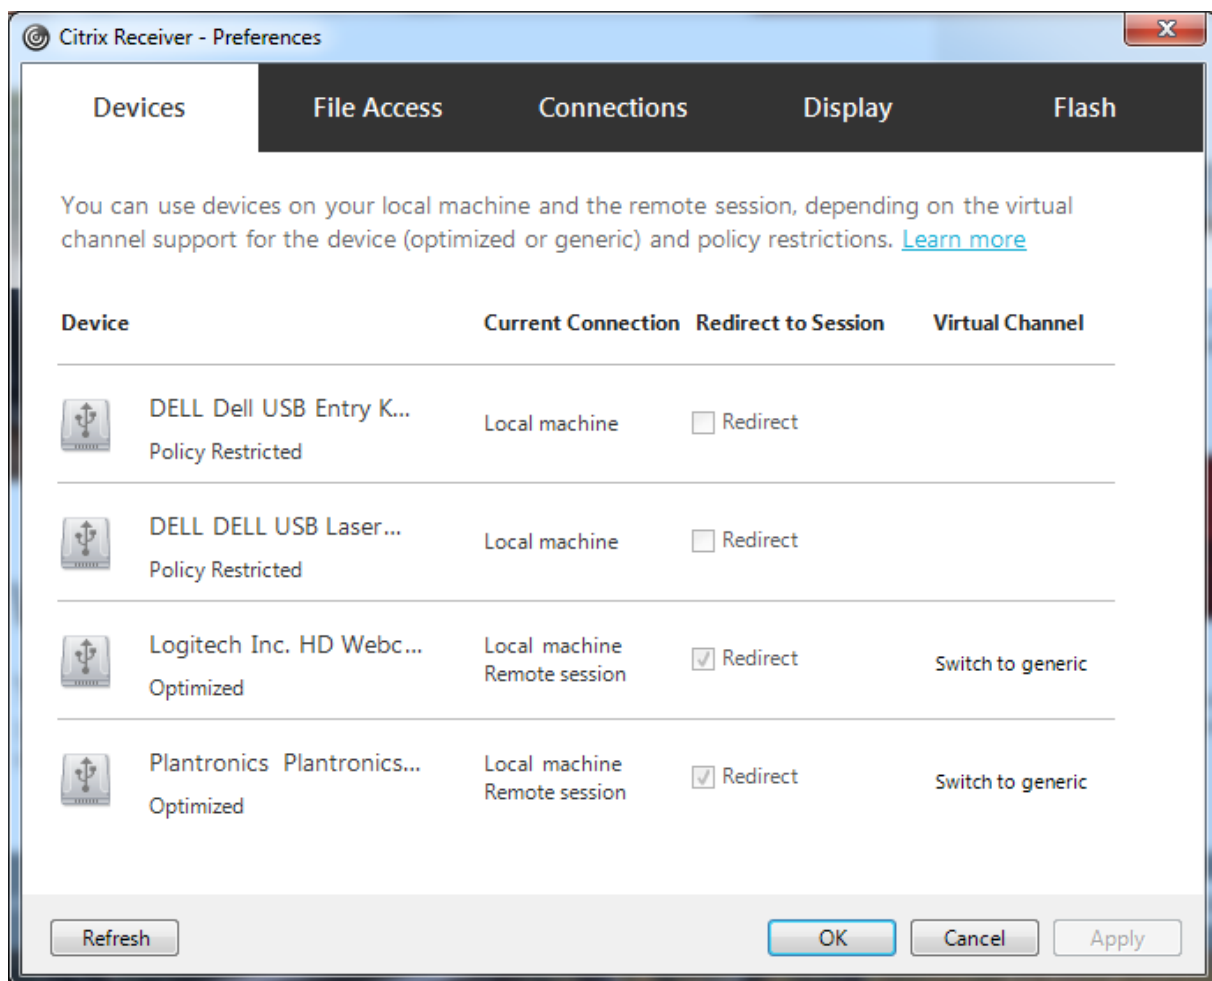 Citrix Receiver - Preferences
Devices File Access Connections Display Flash
You can use devices on your local machine and the remote session, depending on the virtual
channel support for the device (optimized or generic) and policy restrictions. Learn more
Device Current Connection Redirect to Session Virtual Channel
DELL Dell USB Entry K...
Policy Restricted
Local machine
Redirect
DELL DELL USB Laser...
Policy Restricted
Local machine
Redirect
Logitech Inc. HD Webc...
Optimized
Local machine
Remote session
Redirect
Switch to generic
Plantronics Plantronics...
Optimized
Local machine
Remote session
Redirect
Switch to generic
Refresh OK Cancel Apply